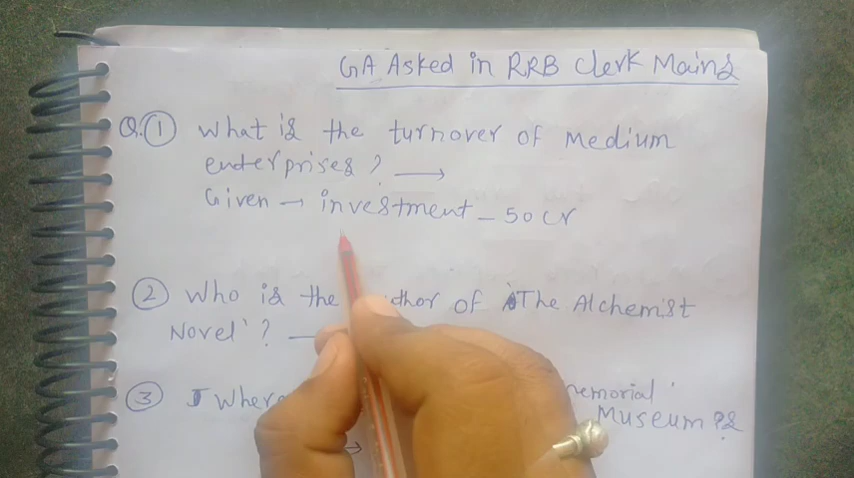 GA Asked in RRB Clerk Mains
Q.① What is the turnover of Medium
enterprises ? →
Given → investment - 50 cr
② Who is the of 'The Alchemist
Novel' ? —
③ Where memorial
Museum ?
→